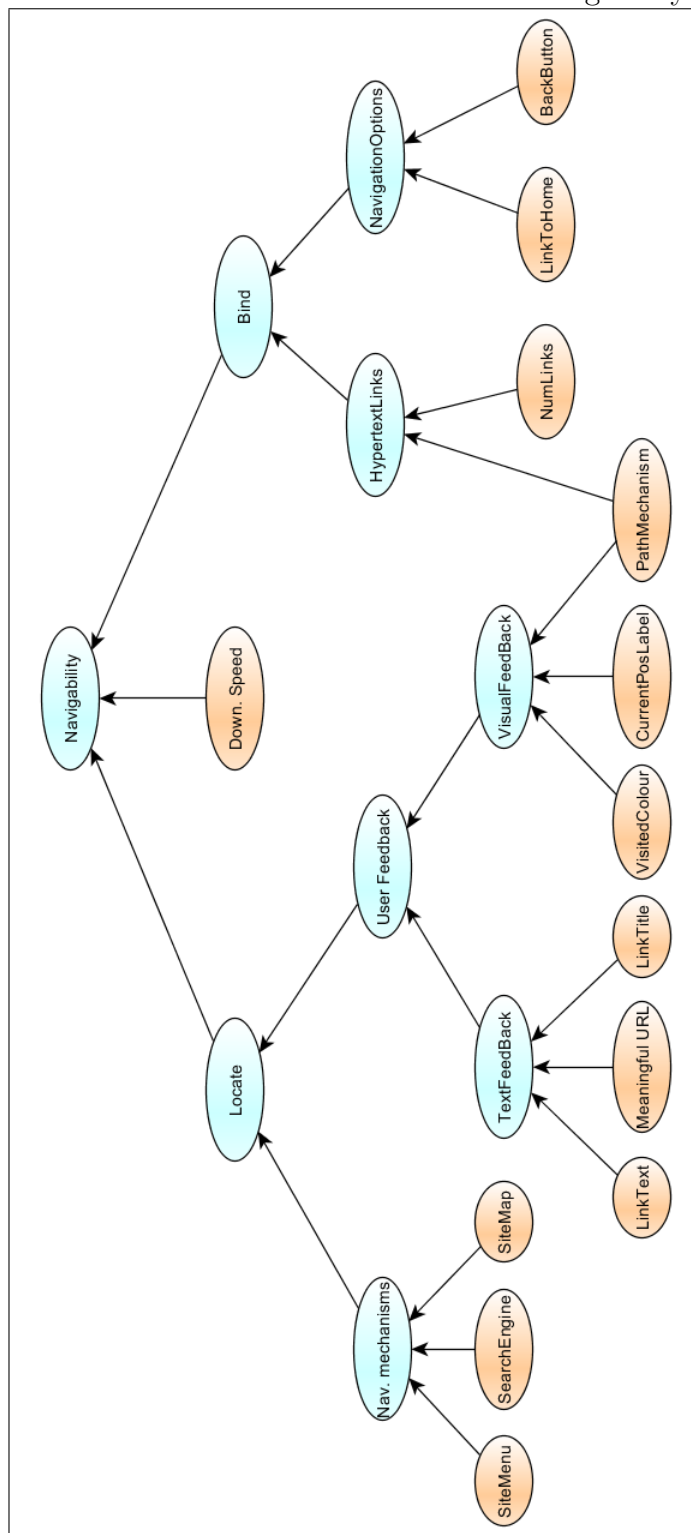 Navigability
Locate
Down. Speed
Bind
Nav. mechanisms
User Feedback
HypertextLinks
NavigationOptions
SiteMenu
SearchEngine
SiteMap
TextFeedBack
VisualFeedBack
NumLinks
LinkToHome
BackButton
LinkText
Meaningful URL
LinkTitle
VisitedColour
CurrentPosLabel
PathMechanism